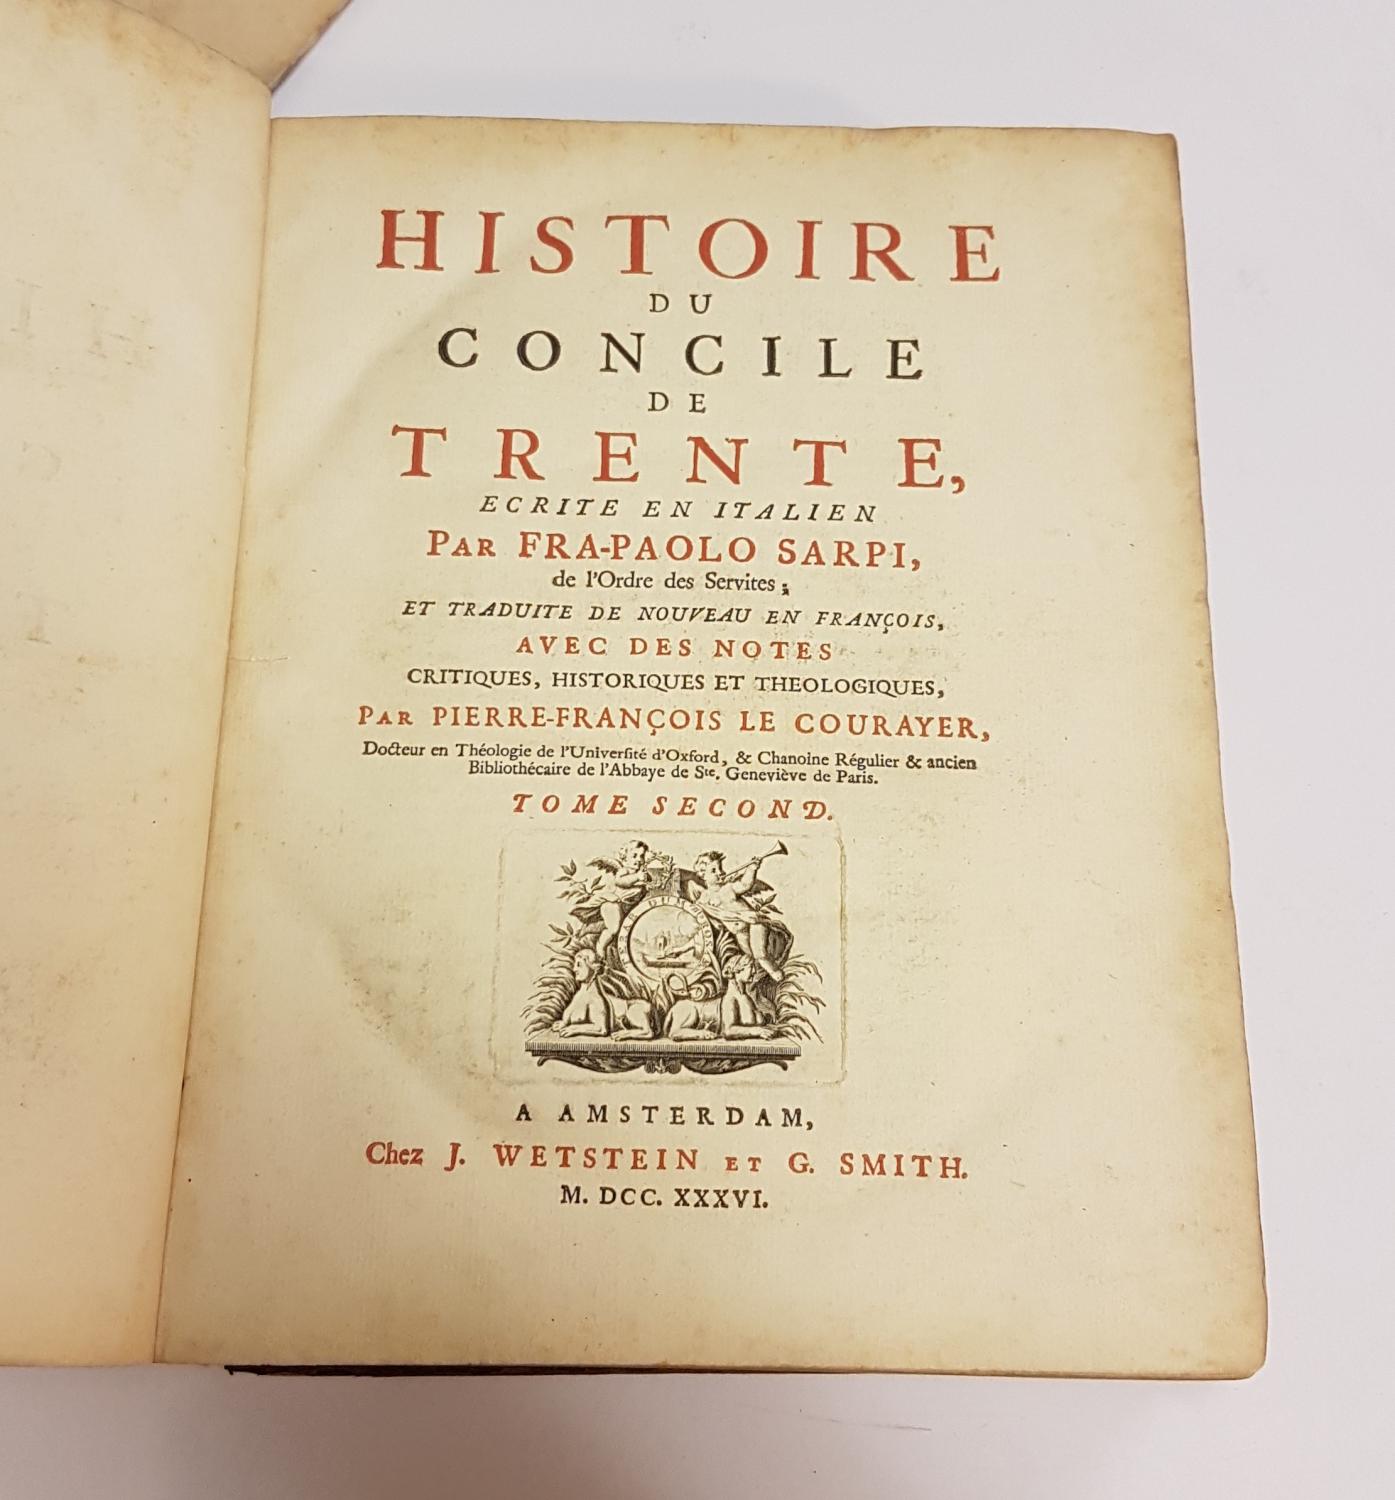 HISTOIRE
DU
CONCILE
DE
TRENTE,
ECRITE EN ITALIEN
PAR FRA-PAOLO SARPI,
de l'Ordre des Servites;
ET TRADUITE DE NOUVEAU EN FRANÇOIS,
AVEC DES NOTES
CRITIQUES, HISTORIQUES ET THEOLOGIQUES,
PAR PIERRE-FRANÇOIS LE COURAYER,
Docteur en Théologie de l'Univerſité d'Oxford, & Chanoine Régulier & ancien
Bibliothécaire de l'Abbaye de Ste. Geneviève de Paris.
TOME SECOND.
A AMSTERDAM,
Chez J. WETSTEIN ET G. SMITH.
M. DCC. XXXVI.